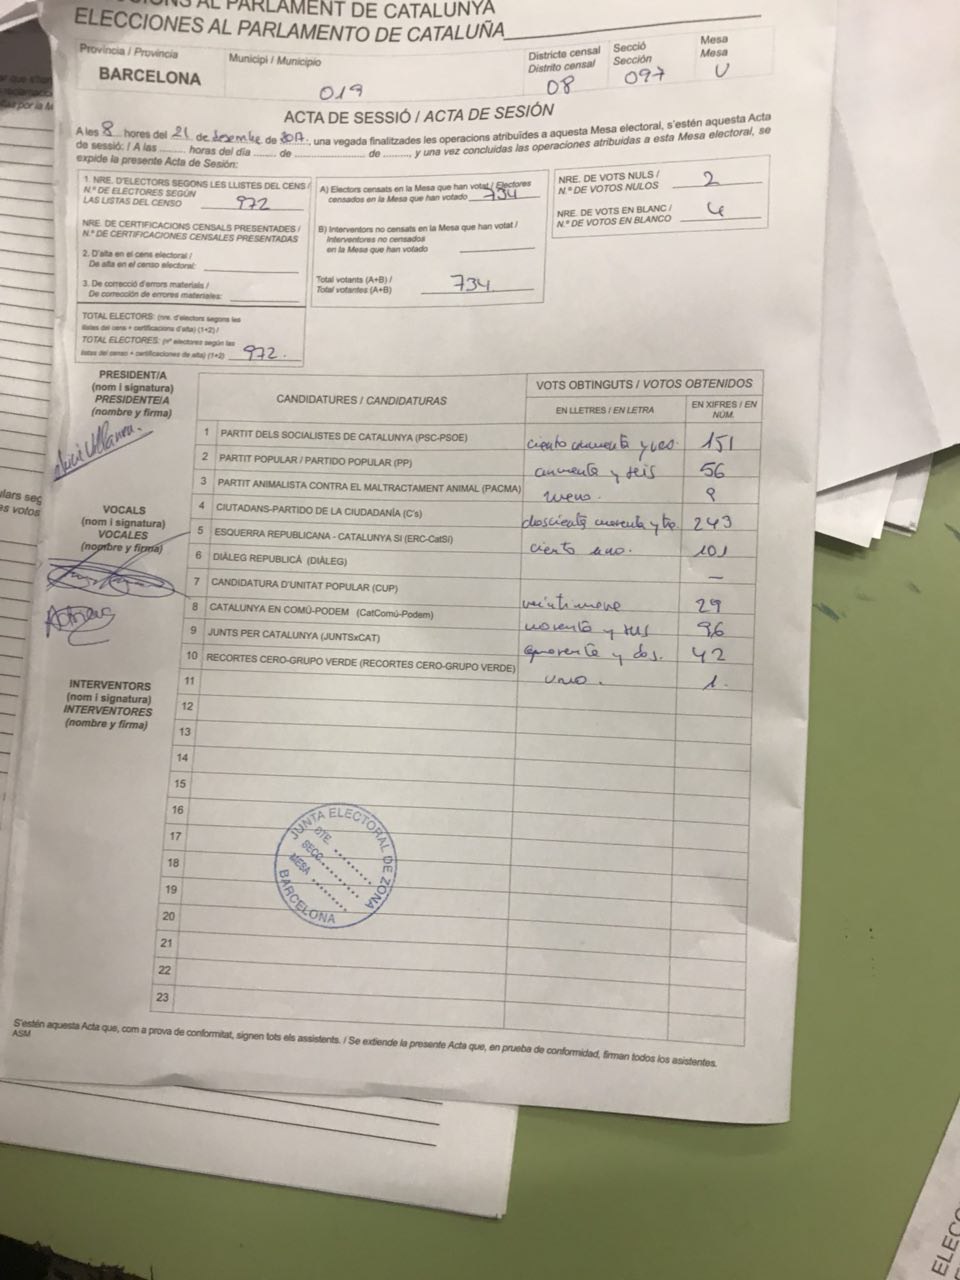 ELECCIONS AL PARLAMENT DE CATALUNYA
ELECCIONES AL PARLAMENTO DE CATALUÑA
Província / Provincia
BARCELONA
Municipi / Municipio
019
Districte censal
Distrito censal
08
Secció
Sección
097
Mesa
Mesa
U
ACTA DE SESSIÓ / ACTA DE SESIÓN
A les 8 hores del 21 de desembre de 2017, una vegada finalitzades les operacions atribuïdes a aquesta Mesa electoral, s'estén aquesta Acta
de sessió: / A las ......... horas del día ....... de ..................... de ........., y una vez concluidas las operaciones atribuidas a esta Mesa electoral, se
expide la presente Acta de Sesión:
1. NRE. D'ELECTORS SEGONS LES LLISTES DEL CENS /
N.º DE ELECTORES SEGÚN
LAS LISTAS DEL CENSO 972
NRE. DE CERTIFICACIONS CENSALS PRESENTADES /
N.º DE CERTIFICACIONES CENSALES PRESENTADAS
2. D'alta en el cens electoral /
De alta en el censo electoral:
3. De correcció d'errors materials /
De corrección de errores materiales:
TOTAL ELECTORS: (nre. d'electors segons les
llistes del cens + certificacions d'alta) (1+2) /
TOTAL ELECTORES: (nº electores según las
listas del censo + certificaciones de alta) (1+2) 972.
A) Electors censats en la Mesa que han votat / Electores
censados en la Mesa que han votado 734
B) Interventors no censats en la Mesa que han votat /
Interventores no censados
en la Mesa que han votado
Total votants (A+B) /
Total votantes (A+B) 734
NRE. DE VOTS NULS /
N.º DE VOTOS NULOS 2
NRE. DE VOTS EN BLANC /
N.º DE VOTOS EN BLANCO 4
PRESIDENT/A
(nom i signatura)
PRESIDENTE/A
(nombre y firma)
VOCALS
(nom i signatura)
VOCALES
(nombre y firma)
INTERVENTORS
(nom i signatura)
INTERVENTORES
(nombre y firma)
CANDIDATURES / CANDIDATURAS
VOTS OBTINGUTS / VOTOS OBTENIDOS
EN LLETRES / EN LETRA
EN XIFRES / EN NÚM.
1 PARTIT DELS SOCIALISTES DE CATALUNYA (PSC-PSOE) ciento cincuenta y uno. 151
2 PARTIT POPULAR / PARTIDO POPULAR (PP) cincuenta y seis 56
3 PARTIT ANIMALISTA CONTRA EL MALTRACTAMENT ANIMAL (PACMA) nueve. 9
4 CIUTADANS-PARTIDO DE LA CIUDADANÍA (C's) doscientos cuarenta y tre 243
5 ESQUERRA REPUBLICANA - CATALUNYA SI (ERC-CatSí) ciento uno. 101
6 DIÀLEG REPUBLICÀ (DIÀLEG) —
7 CANDIDATURA D'UNITAT POPULAR (CUP) veintinueve 29
8 CATALUNYA EN COMÚ-PODEM (CatComú-Podem) noventa y seis 96
9 JUNTS PER CATALUNYA (JUNTSxCAT) cuarenta y dos. 42
10 RECORTES CERO-GRUPO VERDE (RECORTES CERO-GRUPO VERDE) uno. 1.
11
12
13
14
15
16
17
18
19
20
21
22
23
JUNTA ELECTORAL DE ZONA
DTE.
SECC.
MESA
BARCELONA
S'estén aquesta Acta que, com a prova de conformitat, signen tots els assistents. / Se extiende la presente Acta que, en prueba de conformidad, firman todos los asistentes.
ASM